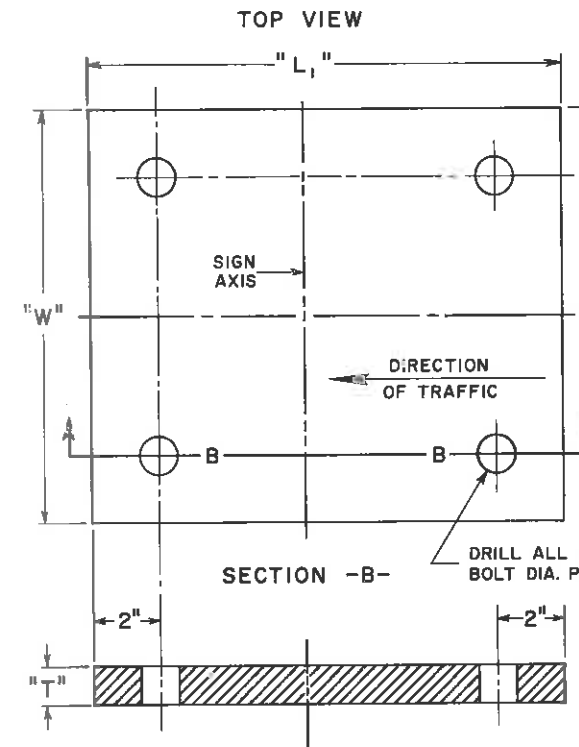 TOP VIEW
"L₁"
SIGN
AXIS
"W"
DIRECTION
OF TRAFFIC
B
B
DRILL ALL
BOLT DIA. P
SECTION -B-
2"
2"
"T"